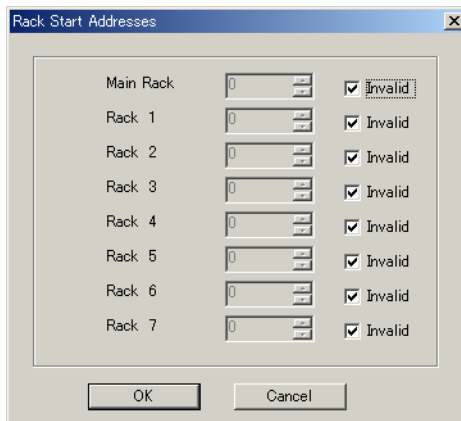 Rack Start Addresses
Main Rack 0 Invalid
Rack 1 0 Invalid
Rack 2 0 Invalid
Rack 3 0 Invalid
Rack 4 0 Invalid
Rack 5 0 Invalid
Rack 6 0 Invalid
Rack 7 0 Invalid
OK Cancel